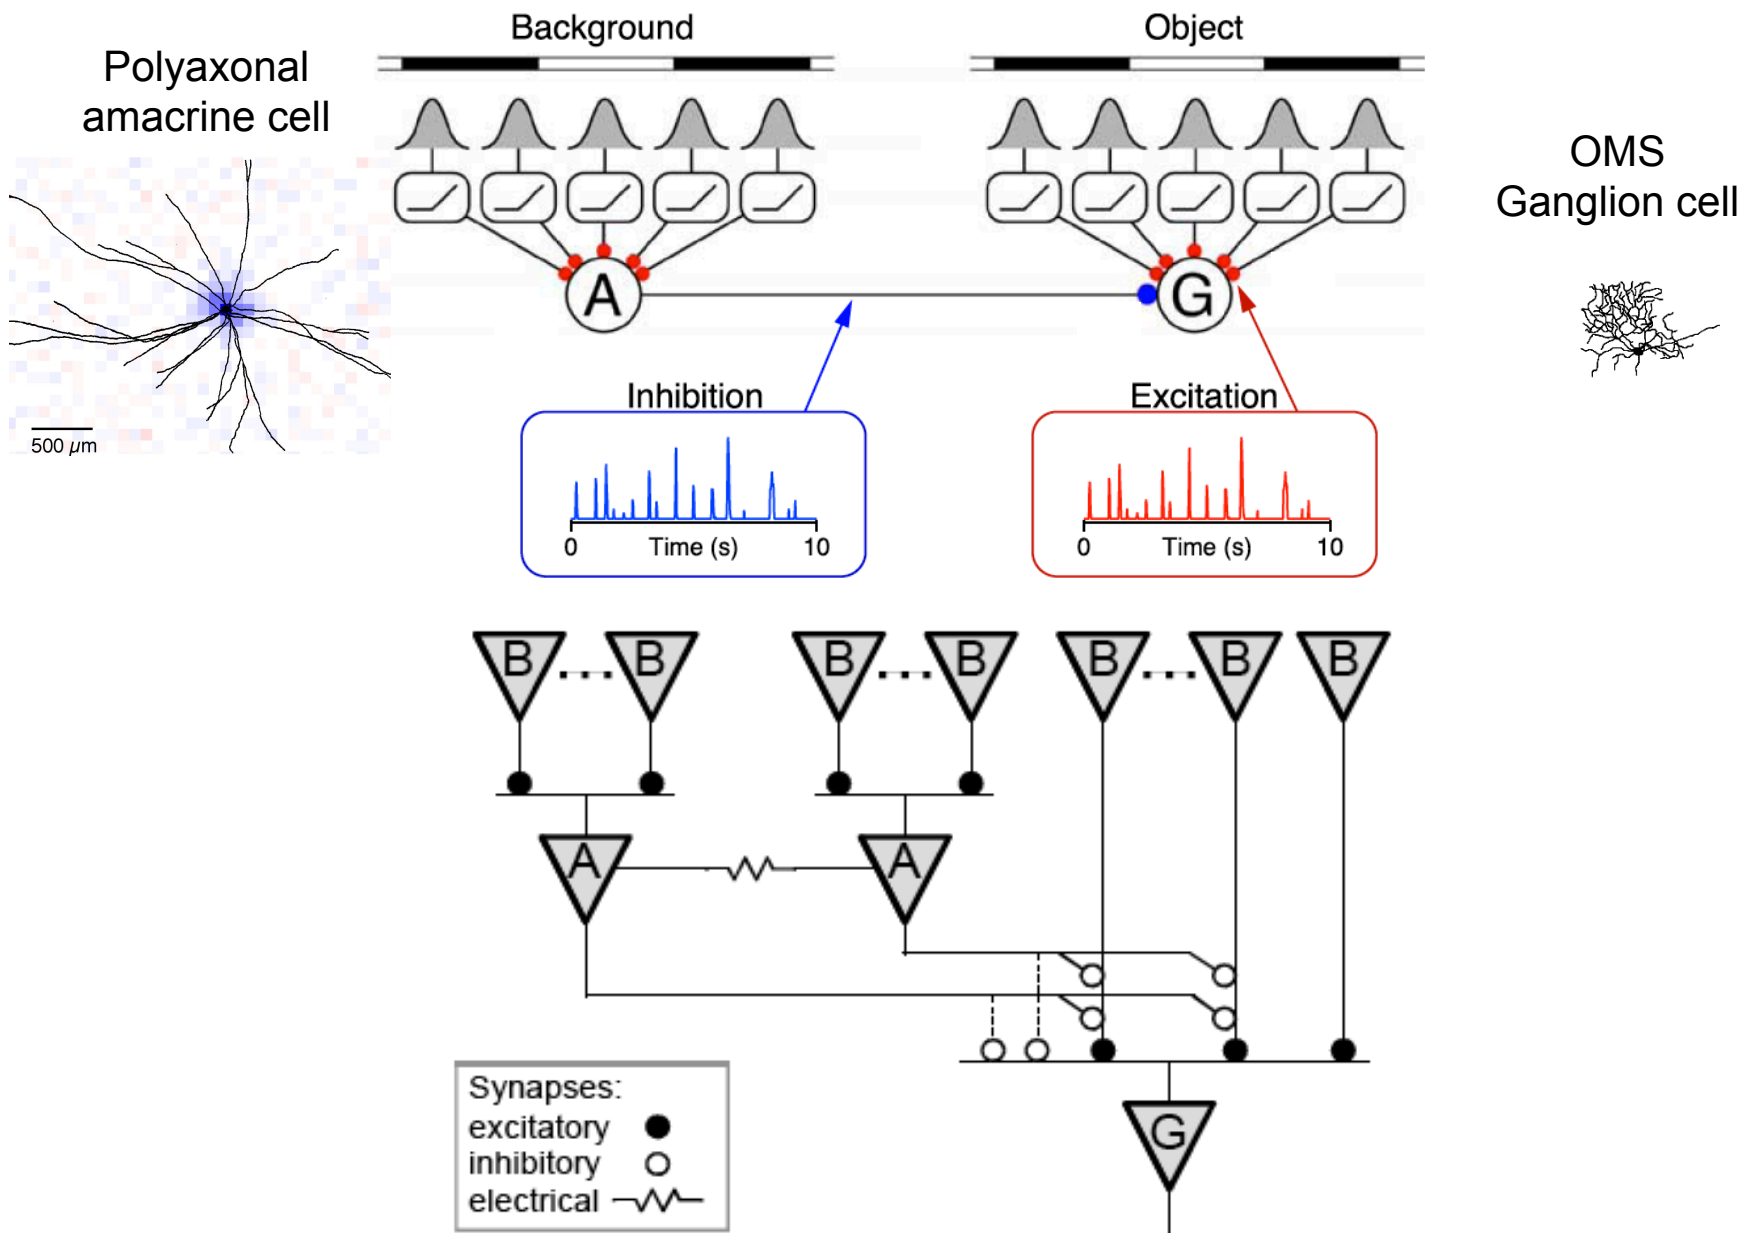 Background
Object
Polyaxonal
amacrine cell
OMS
Ganglion cell
A
G
500 µm
Inhibition
Excitation
0 Time (s) 10
0 Time (s) 10
B B B B B B B
A A
G
Synapses:
excitatory
inhibitory
electrical